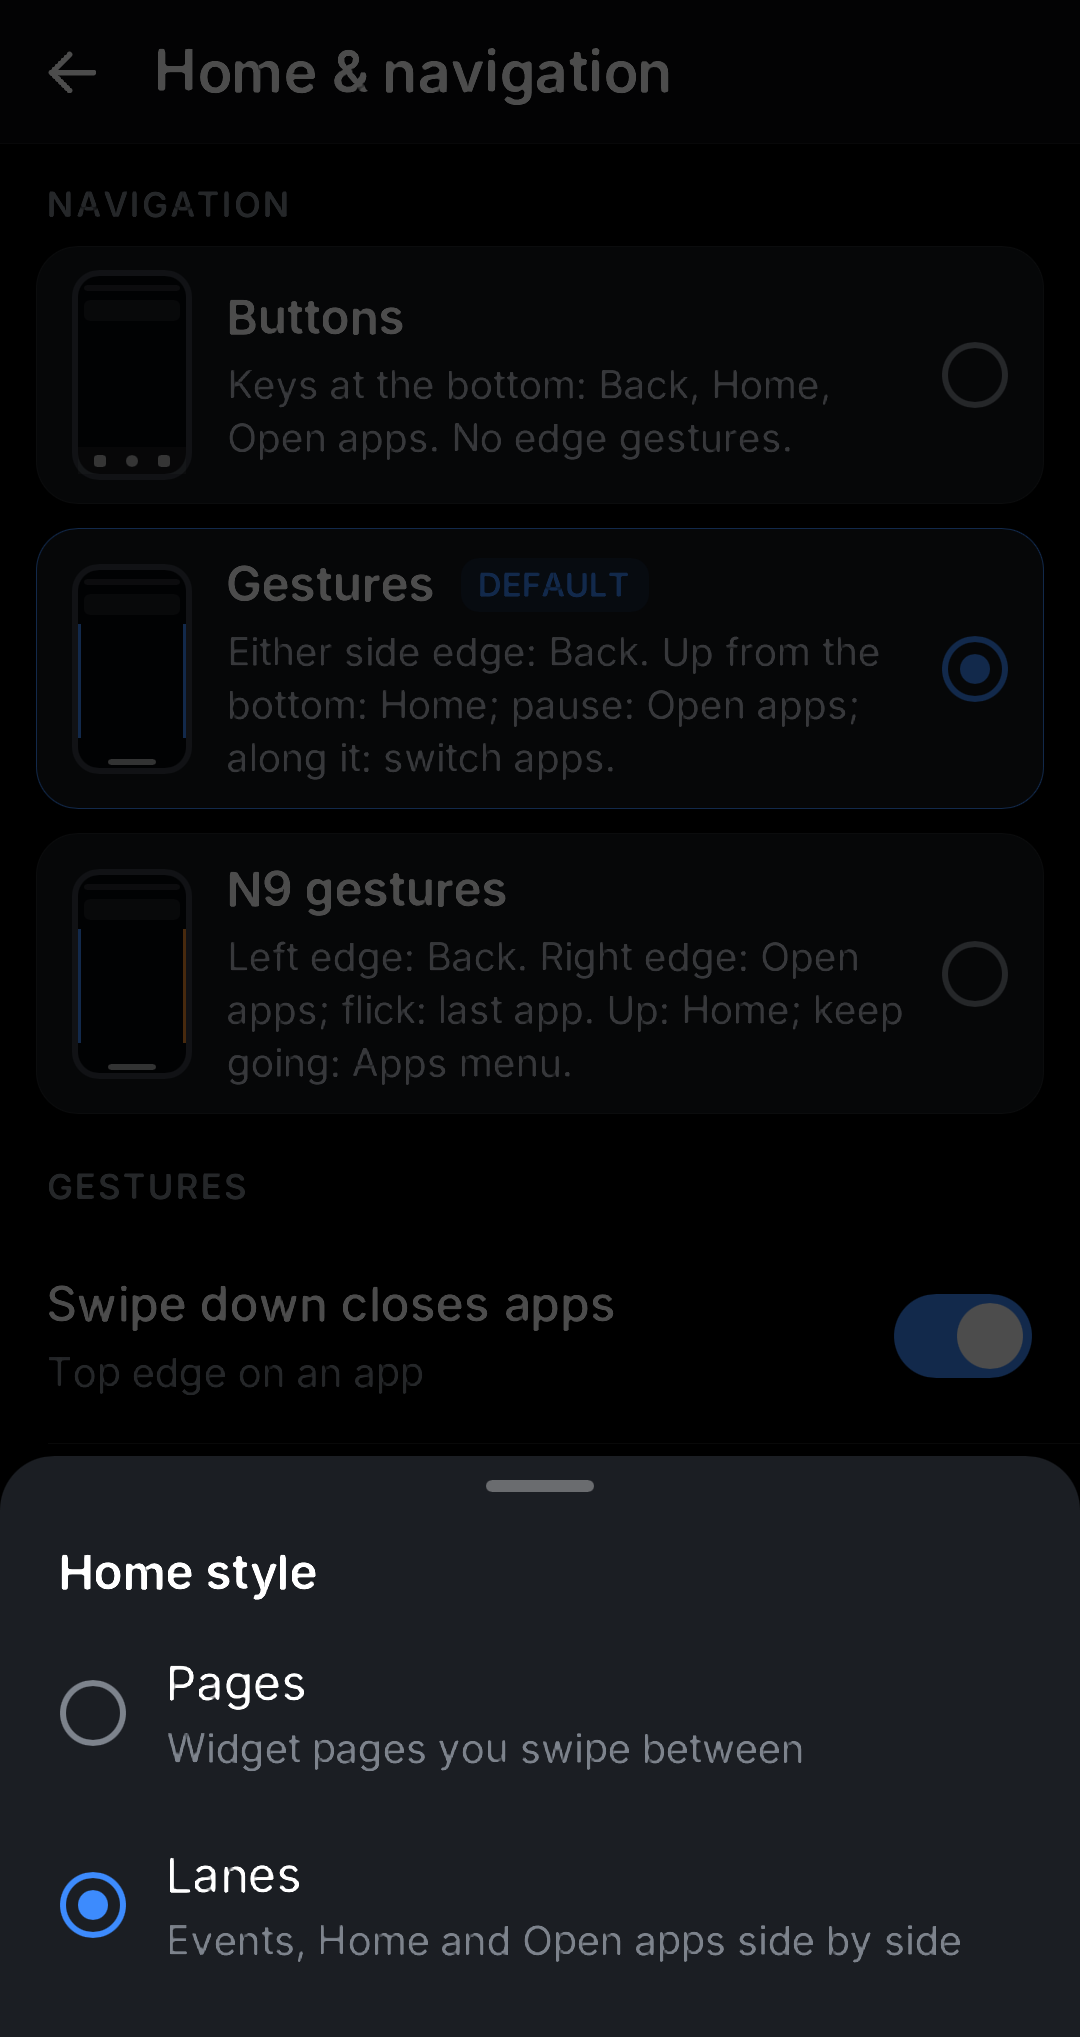 Home & navigation
NAVIGATION
Buttons
Keys at the bottom: Back, Home,
Open apps. No edge gestures.
Gestures DEFAULT
Either side edge: Back. Up from the
bottom: Home; pause: Open apps;
along it: switch apps.
N9 gestures
Left edge: Back. Right edge: Open
apps; flick: last app. Up: Home; keep
going: Apps menu.
GESTURES
Swipe down closes apps
Top edge on an app
Home style
Pages
Widget pages you swipe between
Lanes
Events, Home and Open apps side by side